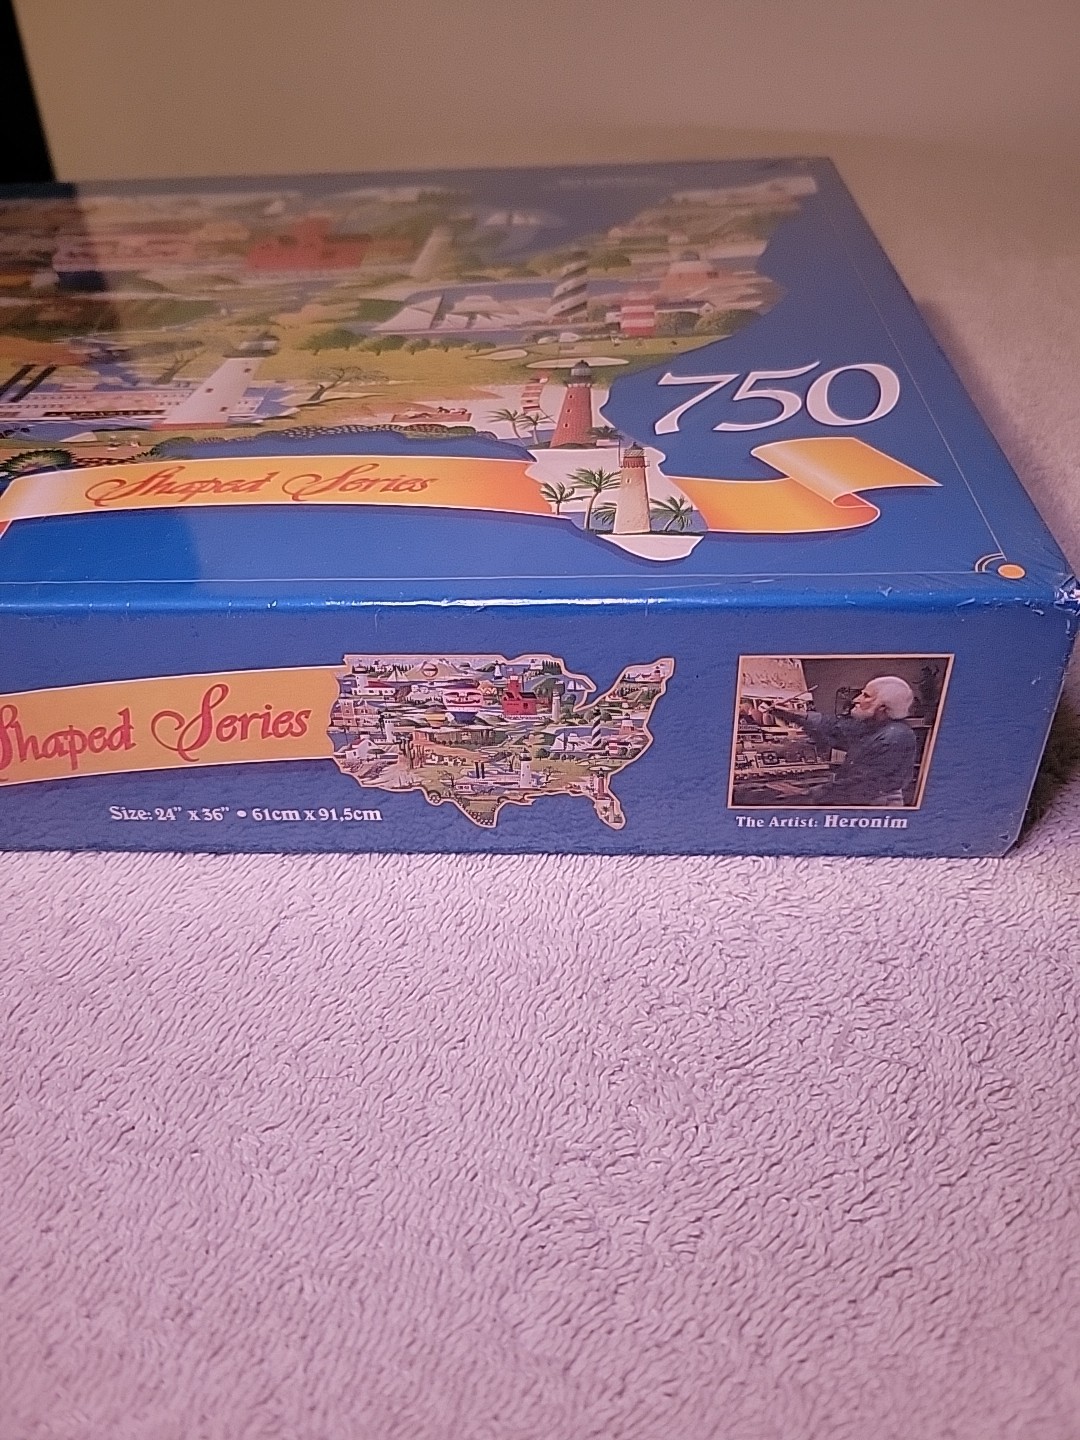 750
Shaped Series
Shaped Series
Size: 24" x 36" • 61cm x 91,5cm
The Artist: Heronim